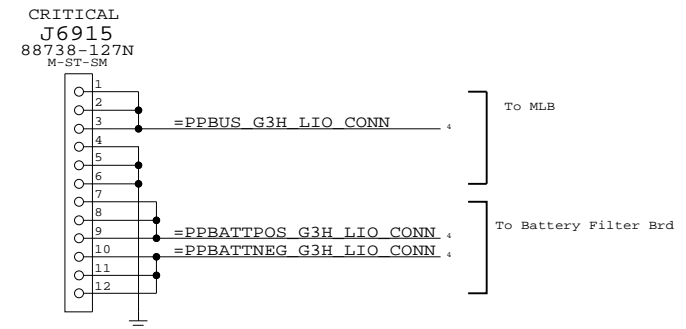 CRITICAL
J6915
88738-127N
M-ST-SM
1
2
3
=PPBUS_G3H_LIO_CONN 4
To MLB
4
5
6
7
8
9
=PPBATTPOS_G3H_LIO_CONN 4
To Battery Filter Brd
10
=PPBATTNEG_G3H_LIO_CONN 4
11
12